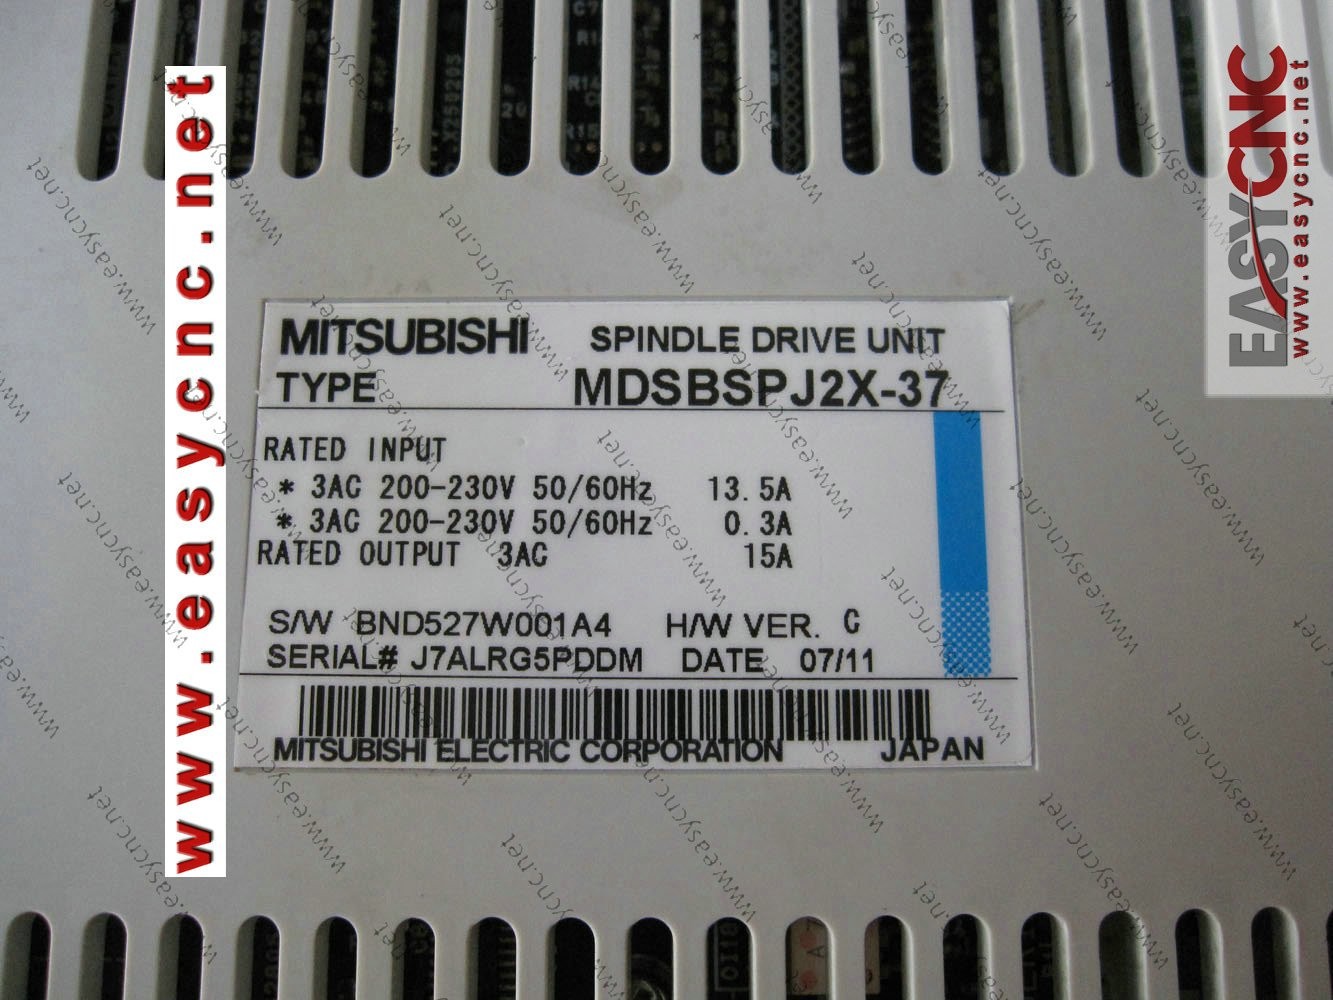 MITSUBISHI SPINDLE DRIVE UNIT
TYPE MDSBSPJ2X-37
RATED INPUT
* 3AC 200-230V 50/60Hz 13.5A
* 3AC 200-230V 50/60Hz 0.3A
RATED OUTPUT 3AC 15A
S/W BND527W001A4 H/W VER. C
SERIAL# J7ALRG5PDDM DATE 07/11
MITSUBISHI ELECTRIC CORPORATION JAPAN
www.easycnc.net
EASYCNC
www.easycnc.net